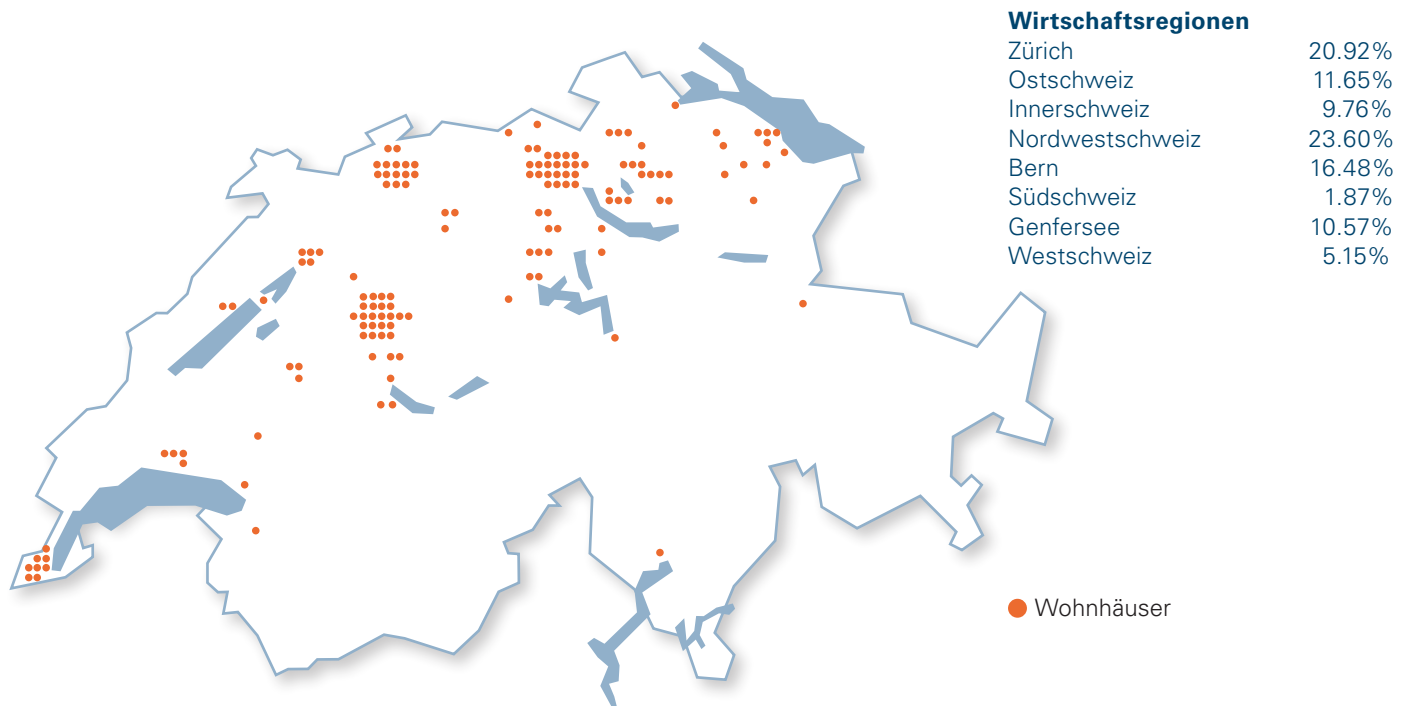 Wirtschaftsregionen
Zürich 20.92%
Ostschweiz 11.65%
Innerschweiz 9.76%
Nordwestschweiz 23.60%
Bern 16.48%
Südschweiz 1.87%
Genfersee 10.57%
Westschweiz 5.15%
Wohnhäuser